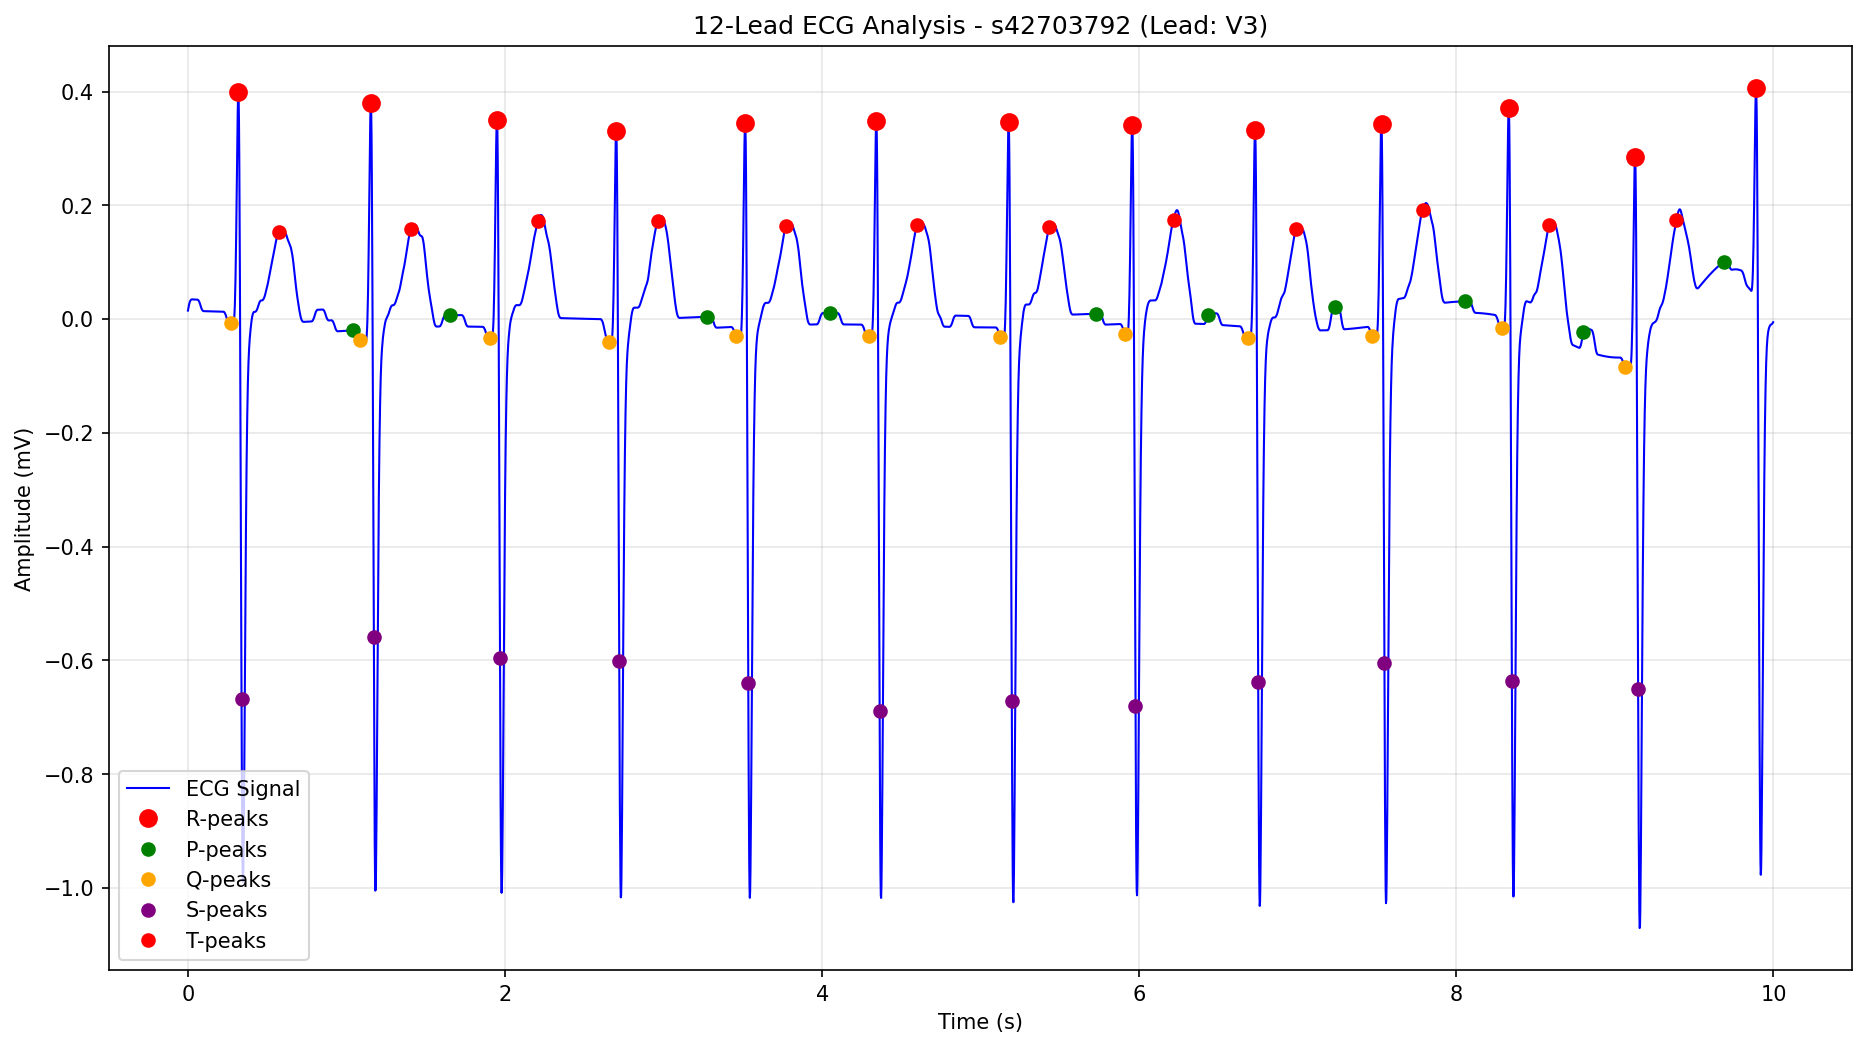 12-Lead ECG Analysis - s42703792 (Lead: V3)
Amplitude (mV)
0.4
0.2
0.0
−0.2
−0.4
−0.6
−0.8
−1.0
ECG Signal
R-peaks
P-peaks
Q-peaks
S-peaks
T-peaks
0 2 4 6 8 10
Time (s)